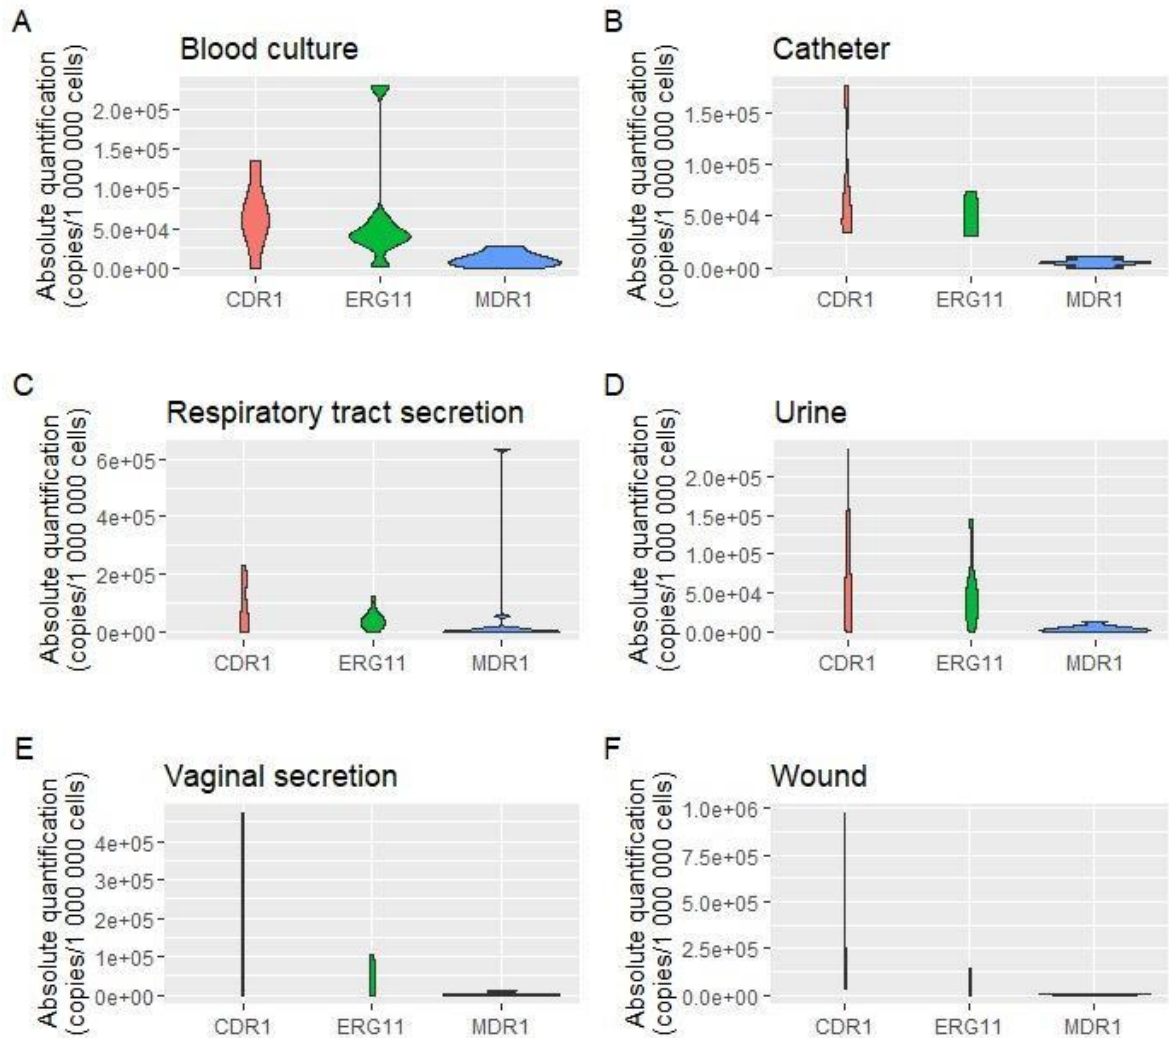 A
Blood culture
Absolute quantification
(copies/1 000 000 cells)
2.0e+05
1.5e+05
1.0e+05
5.0e+04
0.0e+00
CDR1 ERG11 MDR1
B
Catheter
Absolute quantification
(copies/1 000 000 cells)
1.5e+05
1.0e+05
5.0e+04
0.0e+00
CDR1 ERG11 MDR1
C
Respiratory tract secretion
Absolute quantification
(copies/1 000 000 cells)
6e+05
4e+05
2e+05
0e+00
CDR1 ERG11 MDR1
D
Urine
Absolute quantification
(copies/1 000 000 cells)
2.0e+05
1.5e+05
1.0e+05
5.0e+04
0.0e+00
CDR1 ERG11 MDR1
E
Vaginal secretion
Absolute quantification
(copies/1 000 000 cells)
4e+05
3e+05
2e+05
1e+05
0e+00
CDR1 ERG11 MDR1
F
Wound
Absolute quantification
(copies/1 000 000 cells)
1.0e+06
7.5e+05
5.0e+05
2.5e+05
0.0e+00
CDR1 ERG11 MDR1